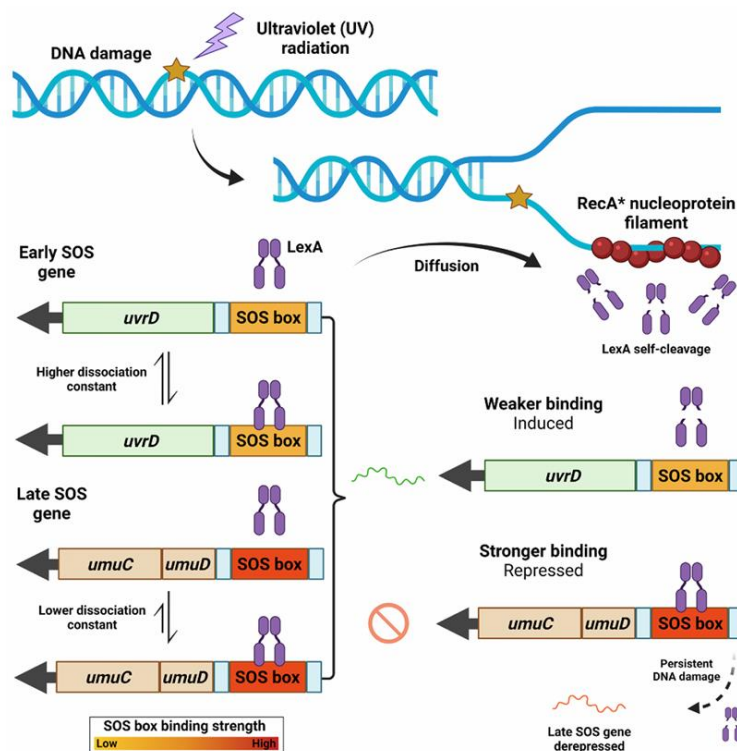 DNA damage
Ultraviolet (UV)
radiation
RecA* nucleoprotein
filament
Early SOS
gene
LexA
Diffusion
LexA self-cleavage
uvrD
SOS box
Higher dissociation
constant
uvrD
SOS box
Late SOS
gene
umuC
umuD
SOS box
Lower dissociation
constant
umuC
umuD
SOS box
SOS box binding strength
Low
High
Weaker binding
Induced
uvrD
SOS box
Stronger binding
Repressed
umuC
umuD
SOS box
Persistent
DNA damage
Late SOS gene
derepressed